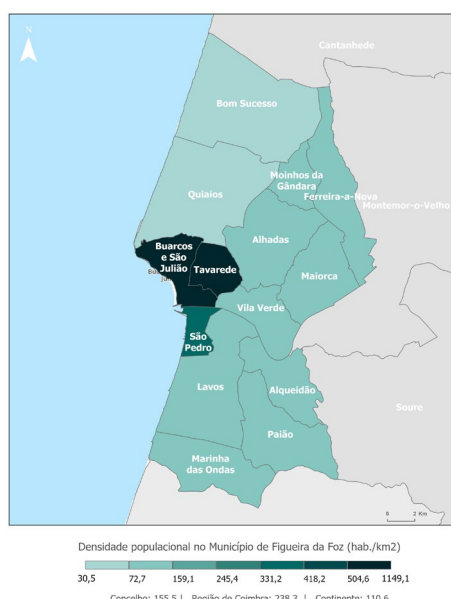 N
Cantanhede
Bom Sucesso
Moinhos da
Gândara
Ferreira-a-Nova
Quiaios
Montemor-o-Velho
Alhadas
Buarcos
e São
Julião
Tavarede
Maiorca
Vila Verde
São
Pedro
Lavos
Alqueidão
Soure
Paião
Marinha
das Ondas
0 2 Km
Densidade populacional no Município de Figueira da Foz (hab./km2)
30,5 72,7 159,1 245,4 331,2 418,2 504,6 1149,1
Concelho: 155,5 | Região de Coimbra: 238,3 | Continente: 110,6